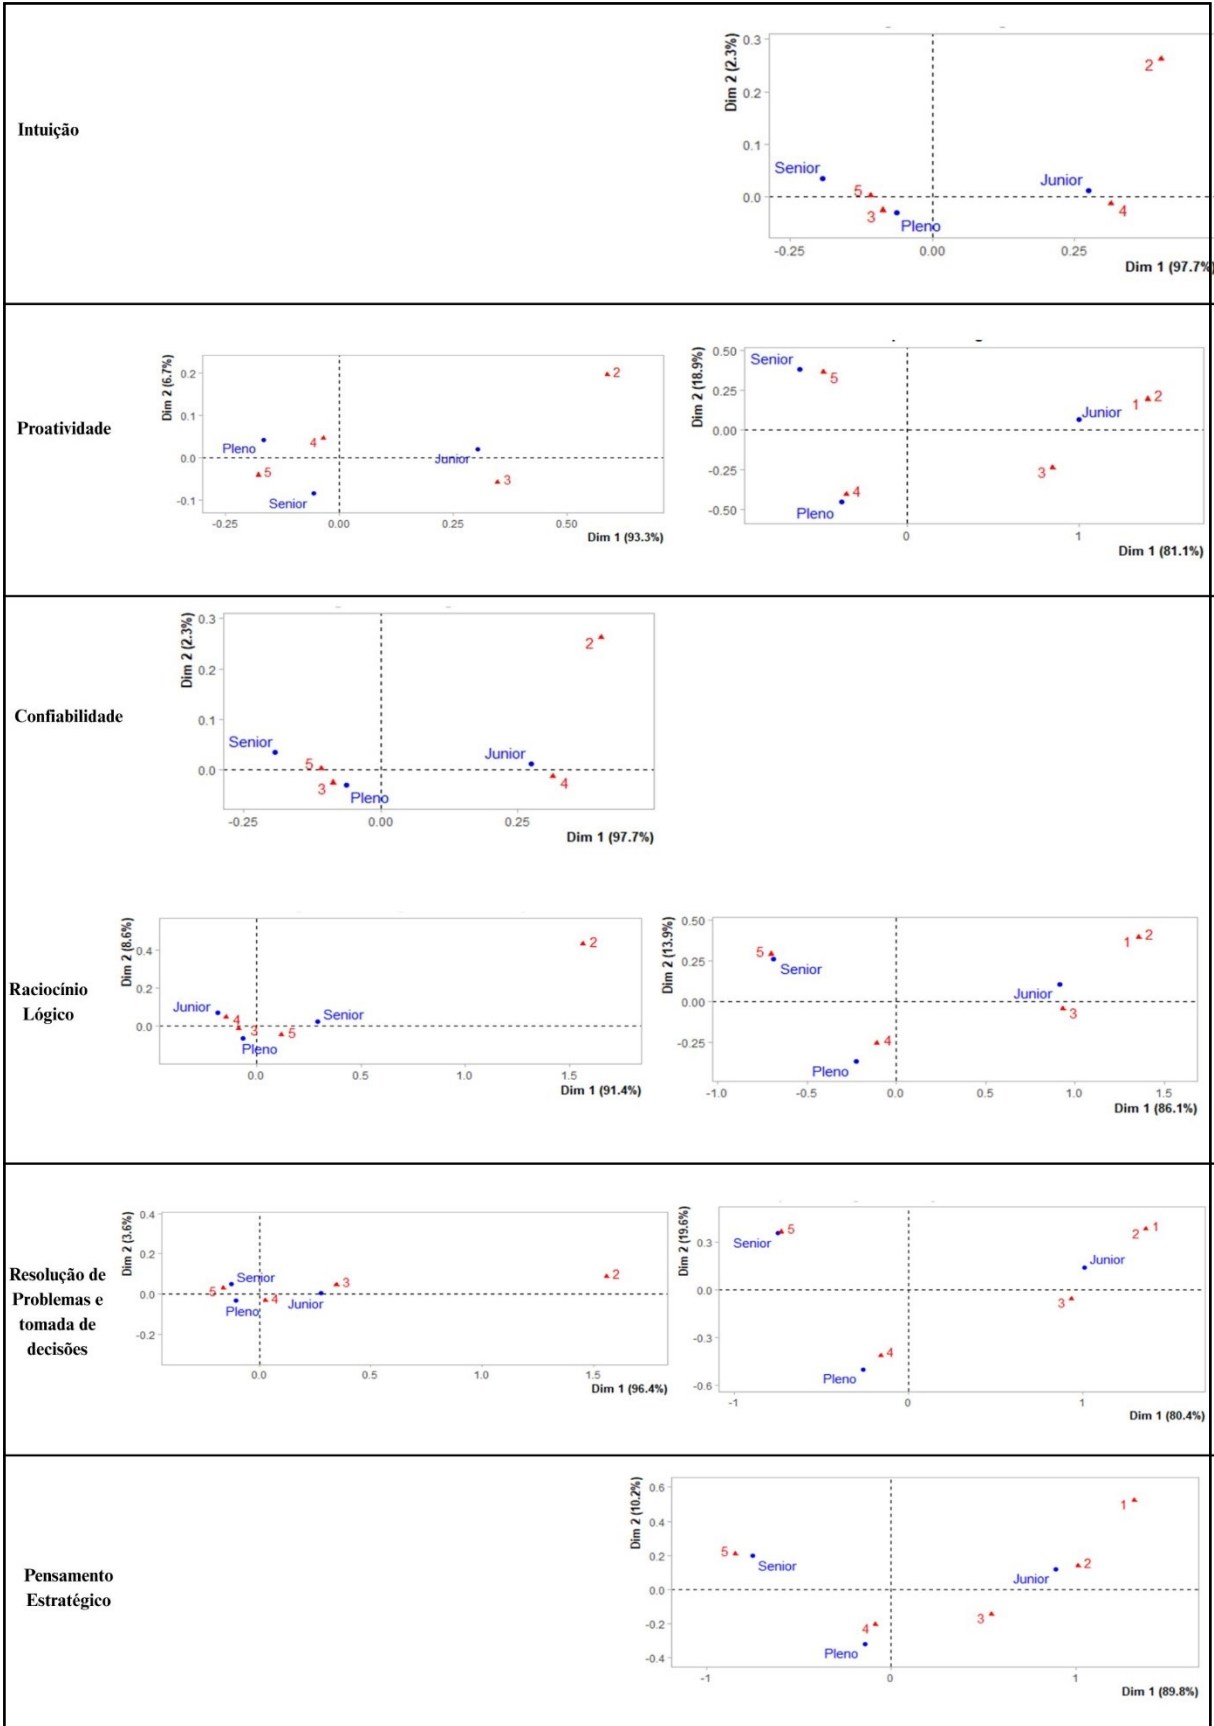 Intuição
Dim 2 (2.3%)
0.3
0.2
0.1
0.0
2
Senior
5
3
Pleno
Junior
4
-0.25
0.00
0.25
Dim 1 (97.7%)
Proatividade
Dim 2 (6.7%)
0.2
0.1
0.0
-0.1
2
Pleno
4
5
Senior
Junior
3
-0.25
0.00
0.25
0.50
Dim 1 (93.3%)
Dim 2 (18.9%)
0.50
0.25
0.00
-0.25
-0.50
Senior
5
1
2
Junior
3
4
Pleno
0
1
Dim 1 (81.1%)
Confiabilidade
Dim 2 (2.3%)
0.3
0.2
0.1
0.0
2
Senior
5
3
Pleno
Junior
4
-0.25
0.00
0.25
Dim 1 (97.7%)
Raciocínio
Lógico
Dim 2 (8.6%)
0.4
0.2
0.0
2
Junior
4
3
Pleno
5
Senior
0.0
0.5
1.0
1.5
Dim 1 (91.4%)
Dim 2 (13.9%)
0.50
0.25
0.00
-0.25
5
Senior
1
2
Junior
3
4
Pleno
-1.0
-0.5
0.0
0.5
1.0
1.5
Dim 1 (86.1%)
Resolução de
Problemas e
tomada de
decisões
Dim 2 (3.6%)
0.4
0.2
0.0
-0.2
5
Senior
Pleno
4
Junior
3
2
0.0
0.5
1.0
1.5
Dim 1 (96.4%)
Dim 2 (19.6%)
0.3
0.0
-0.3
-0.6
Senior
5
2
1
Junior
3
4
Pleno
-1
0
1
Dim 1 (80.4%)
Pensamento
Estratégico
Dim 2 (10.2%)
0.6
0.4
0.2
0.0
-0.2
-0.4
1
5
Senior
Junior
2
3
4
Pleno
-1
0
1
Dim 1 (89.8%)